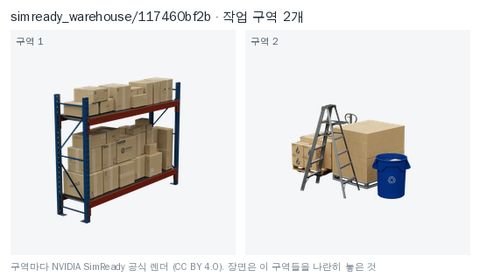 simready_warehouse/117460bf2b · 작업 구역 2개
구역 1
구역 2
구역마다 NVIDIA SimReady 공식 렌더 (CC BY 4.0). 장면은 이 구역들을 나란히 놓은 것